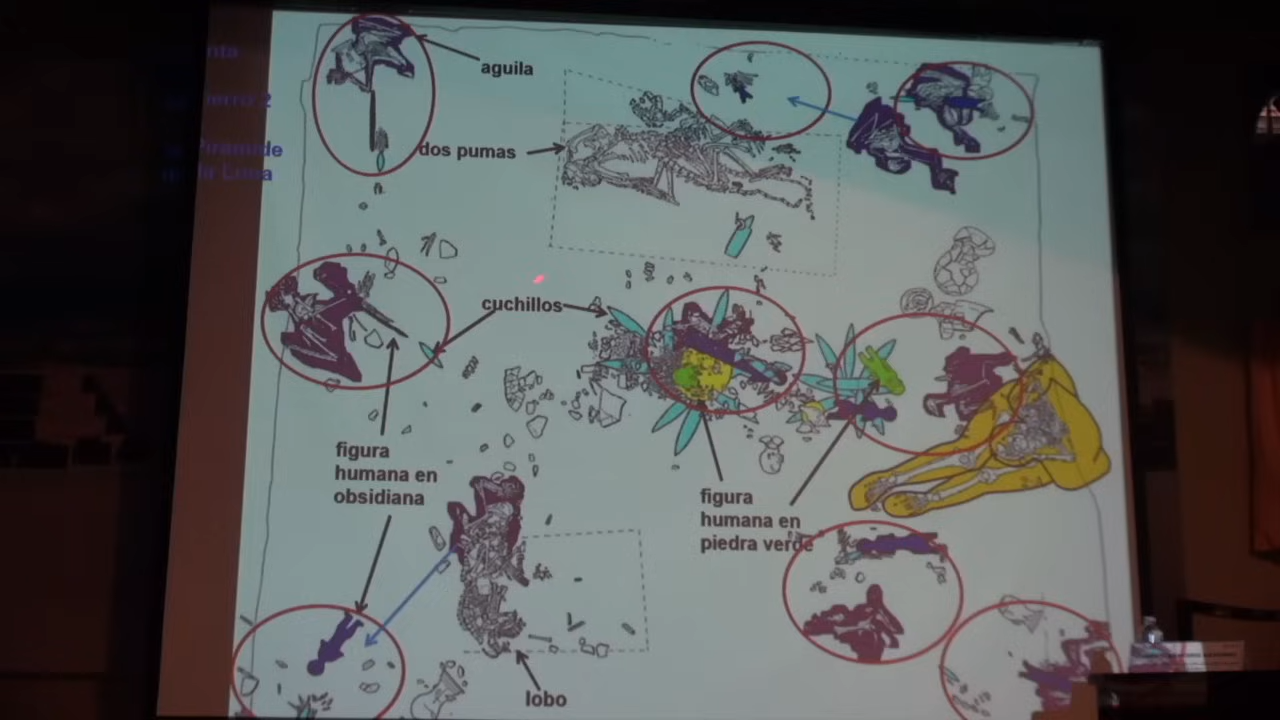 aguila
dos pumas
cuchillos
figura
humana en
obsidiana
figura
humana en
piedra verde
lobo